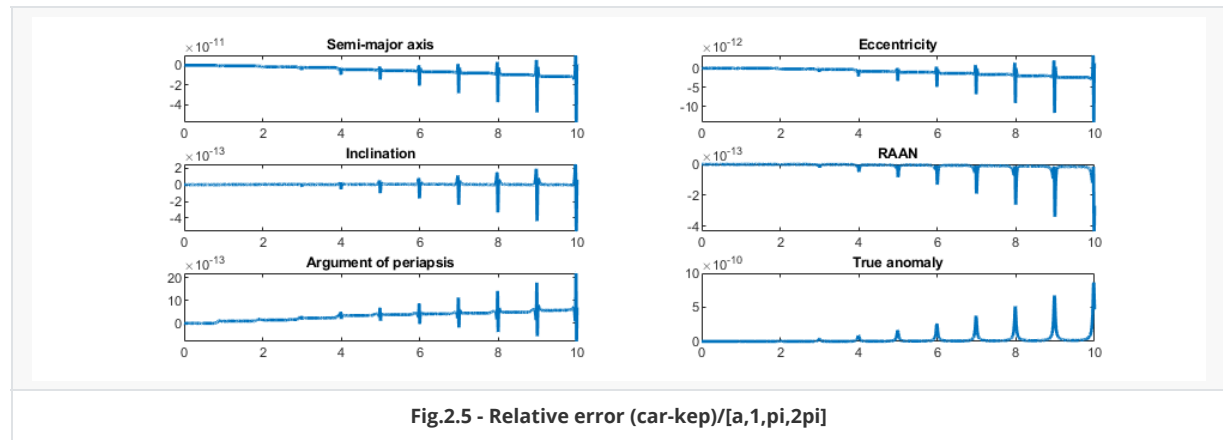 Semi-major axis
×10-11
0
-2
-4
0 2 4 6 8 10
Eccentricity
×10-12
0
-5
-10
0 2 4 6 8 10
Inclination
×10-13
2
0
-2
-4
0 2 4 6 8 10
RAAN
×10-13
0
-2
-4
0 2 4 6 8 10
Argument of periapsis
×10-13
20
10
0
0 2 4 6 8 10
True anomaly
×10-10
10
5
0
0 2 4 6 8 10
Fig.2.5 - Relative error (car-kep)/[a,1,pi,2pi]